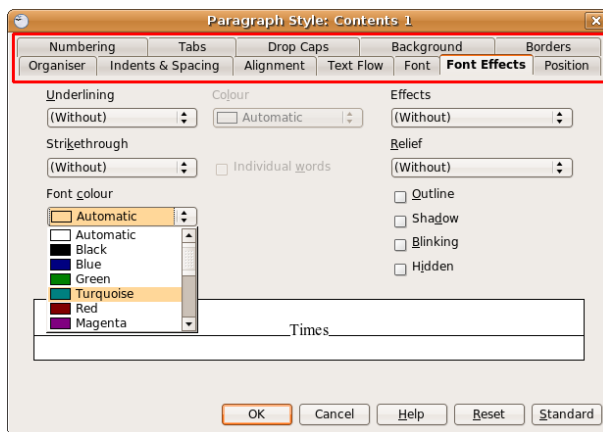 Paragraph Style: Contents 1
Numbering Tabs Drop Caps Background Borders
Organiser Indents & Spacing Alignment Text Flow Font Font Effects Position
Underlining Colour Effects
(Without) Automatic (Without)
Strikethrough Relief
(Without) Individual words (Without)
Font colour Outline
Automatic Shadow
Automatic
Black Blinking
Blue
Green Hidden
Turquoise
Red
Magenta
Times
OK Cancel Help Reset Standard